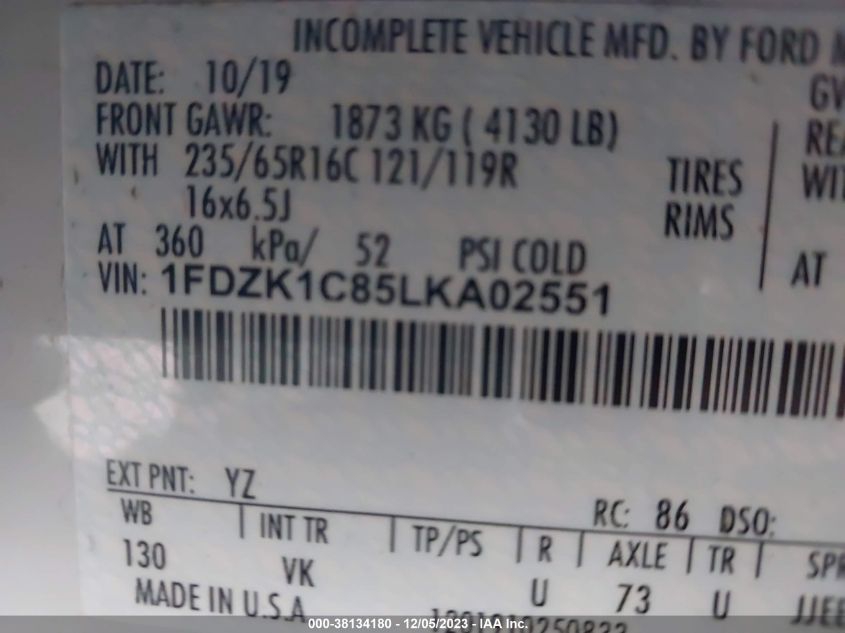 INCOMPLETE VEHICLE MFD. BY FORD
DATE: 10/19
FRONT GAWR: 1873 KG ( 4130 LB)
WITH 235/65R16C 121/119R TIRES
16x6.5J RIMS
AT 360 kPa/ 52 PSI COLD AT
VIN: 1FDZK1C85LKA02551
EXT PNT: YZ RC: 86 DSO:
WB INT TR TP/PS R AXLE TR SPR
130 VK U 73 U JJEE
MADE IN U.S.A.
000-38134180 - 12/05/2023 - IAA Inc.